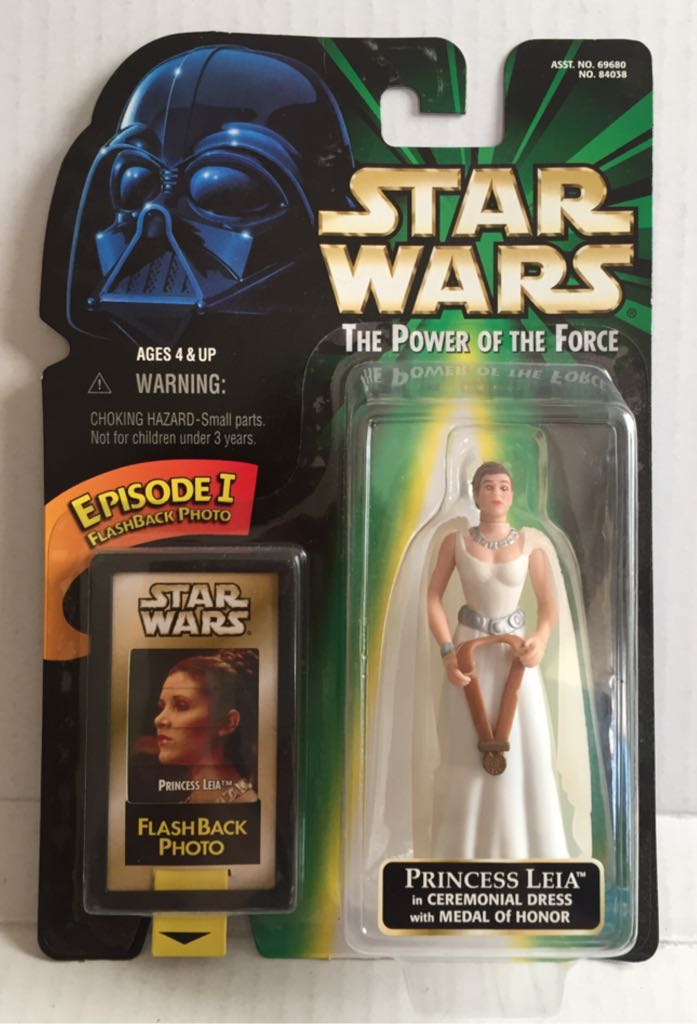 ASST. NO. 69680
NO. 84038
STAR
WARS®
THE POWER OF THE FORCE
AGES 4 & UP
⚠ WARNING:
CHOKING HAZARD-Small parts.
Not for children under 3 years.
EPISODE I
FLASHBACK PHOTO
STAR
WARS
PRINCESS LEIA™
FLASHBACK
PHOTO
PRINCESS LEIA™
in CEREMONIAL DRESS
with MEDAL OF HONOR